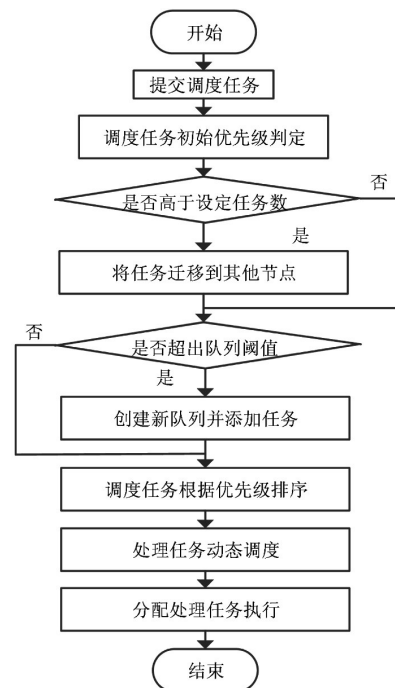 开始
提交调度任务
调度任务初始优先级判定
是否高于设定任务数
否
是
将任务迁移到其他节点
否
是否超出队列阈值
是
创建新队列并添加任务
调度任务根据优先级排序
处理任务动态调度
分配处理任务执行
结束